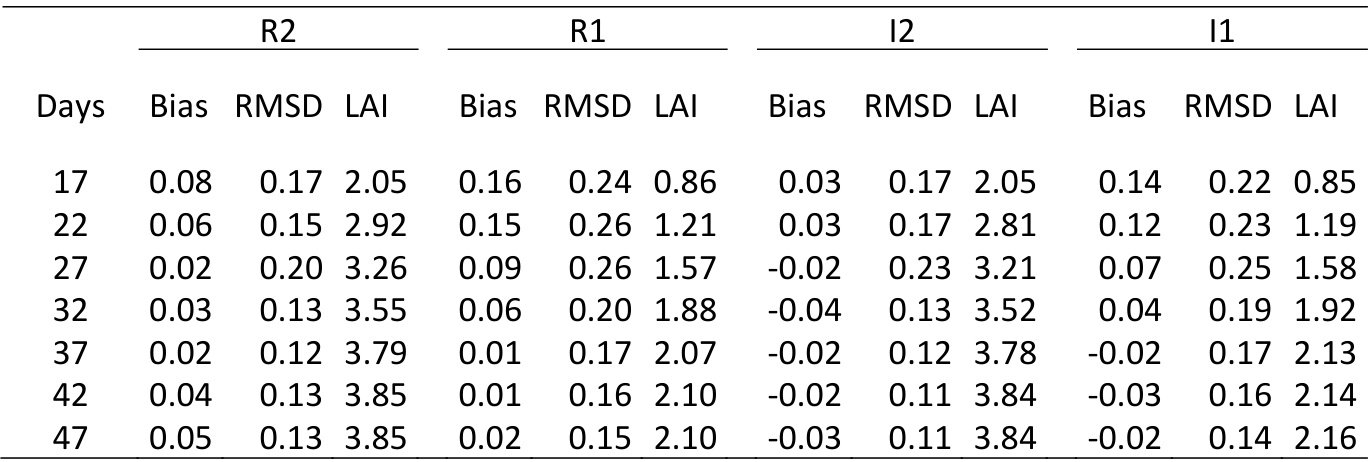 R2 R1 I2 I1
Days Bias RMSD LAI Bias RMSD LAI Bias RMSD LAI Bias RMSD LAI
17 0.08 0.17 2.05 0.16 0.24 0.86 0.03 0.17 2.05 0.14 0.22 0.85
22 0.06 0.15 2.92 0.15 0.26 1.21 0.03 0.17 2.81 0.12 0.23 1.19
27 0.02 0.20 3.26 0.09 0.26 1.57 -0.02 0.23 3.21 0.07 0.25 1.58
32 0.03 0.13 3.55 0.06 0.20 1.88 -0.04 0.13 3.52 0.04 0.19 1.92
37 0.02 0.12 3.79 0.01 0.17 2.07 -0.02 0.12 3.78 -0.02 0.17 2.13
42 0.04 0.13 3.85 0.01 0.16 2.10 -0.02 0.11 3.84 -0.03 0.16 2.14
47 0.05 0.13 3.85 0.02 0.15 2.10 -0.03 0.11 3.84 -0.02 0.14 2.16